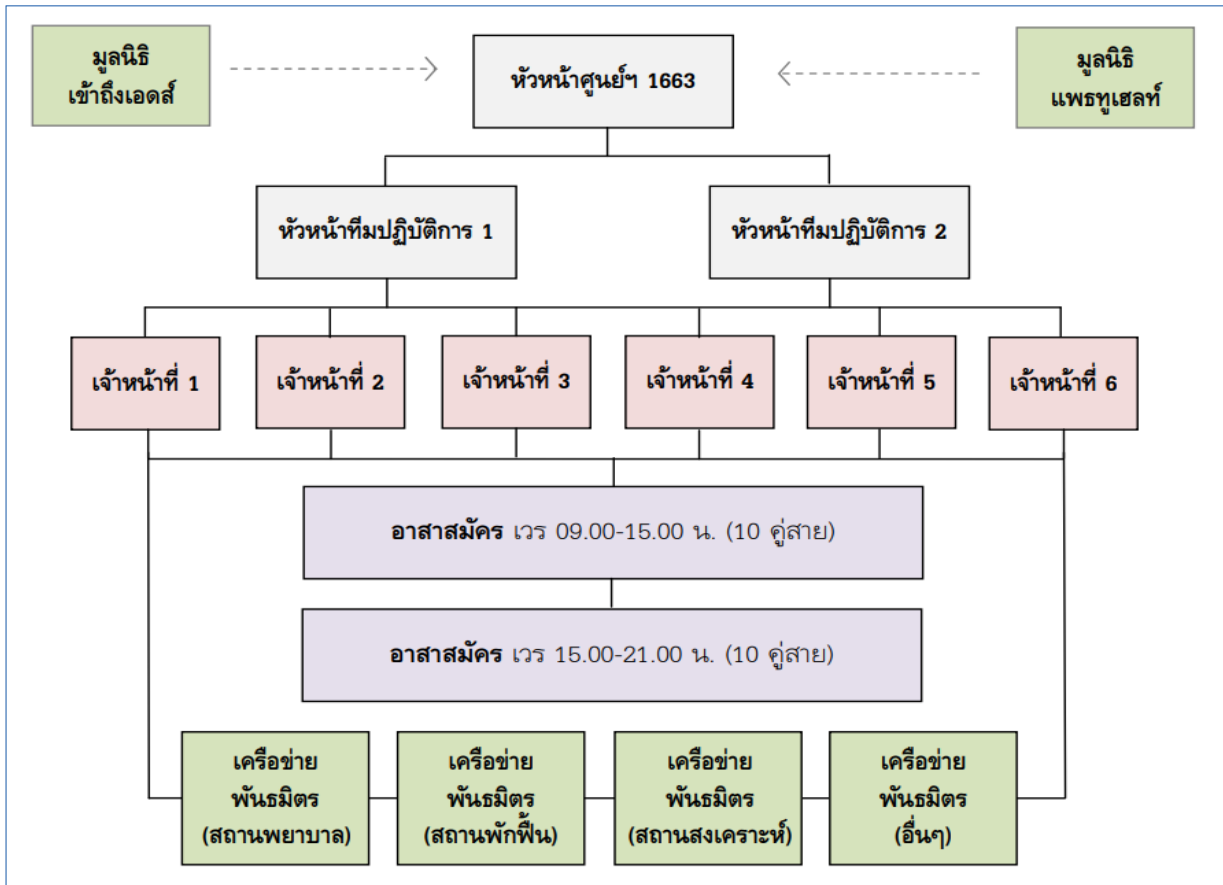 มูลนิธิ
เข้าถึงเอดส์
หัวหน้าศูนย์ฯ 1663
มูลนิธิ
แพธทูเฮลท์
หัวหน้าทีมปฏิบัติการ 1
หัวหน้าทีมปฏิบัติการ 2
เจ้าหน้าที่ 1
เจ้าหน้าที่ 2
เจ้าหน้าที่ 3
เจ้าหน้าที่ 4
เจ้าหน้าที่ 5
เจ้าหน้าที่ 6
อาสาสมัคร เวร 09.00-15.00 น. (10 คู่สาย)
อาสาสมัคร เวร 15.00-21.00 น. (10 คู่สาย)
เครือข่าย
พันธมิตร
(สถานพยาบาล)
เครือข่าย
พันธมิตร
(สถานพักฟื้น)
เครือข่าย
พันธมิตร
(สถานสงเคราะห์)
เครือข่าย
พันธมิตร
(อื่นๆ)